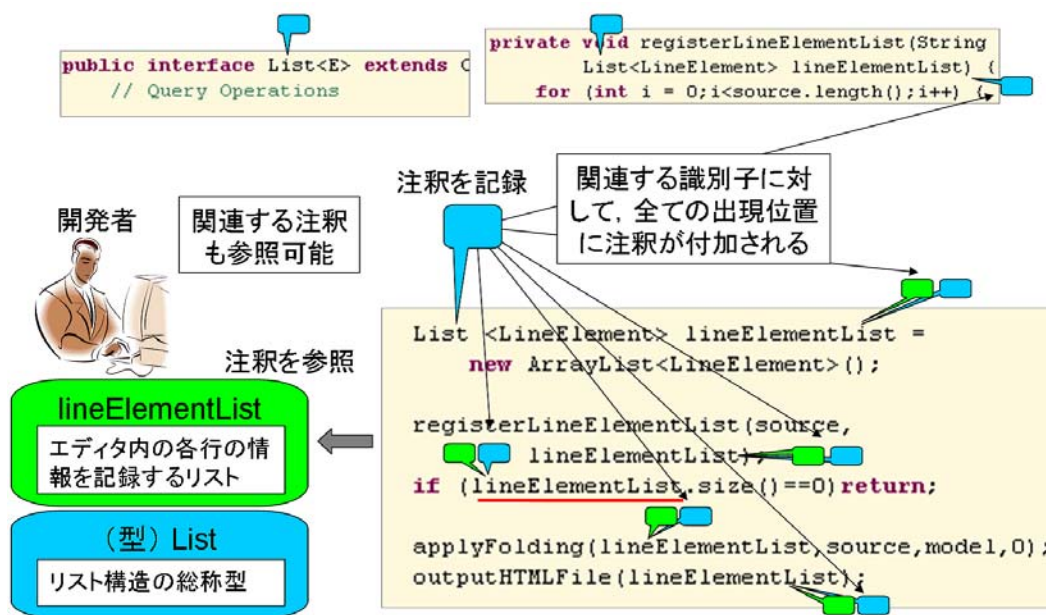 public interface List<E> extends C
// Query Operations
private void registerLineElementList(String
List<LineElement> lineElementList) {
for (int i = 0;i<source.length();i++) {
注釈を記録
関連する識別子に対
して，全ての出現位置
に注釈が付加される
開発者
関連する注釈
も参照可能
注釈を参照
lineElementList
エディタ内の各行の情
報を記録するリスト
（型）List
リスト構造の総称型
List <LineElement> lineElementList =
new ArrayList<LineElement>();
registerLineElementList(source,
lineElementList);
if (lineElementList.size()==0)return;
applyFolding(lineElementList,source,model,0);
outputHTMLFile(lineElementList);